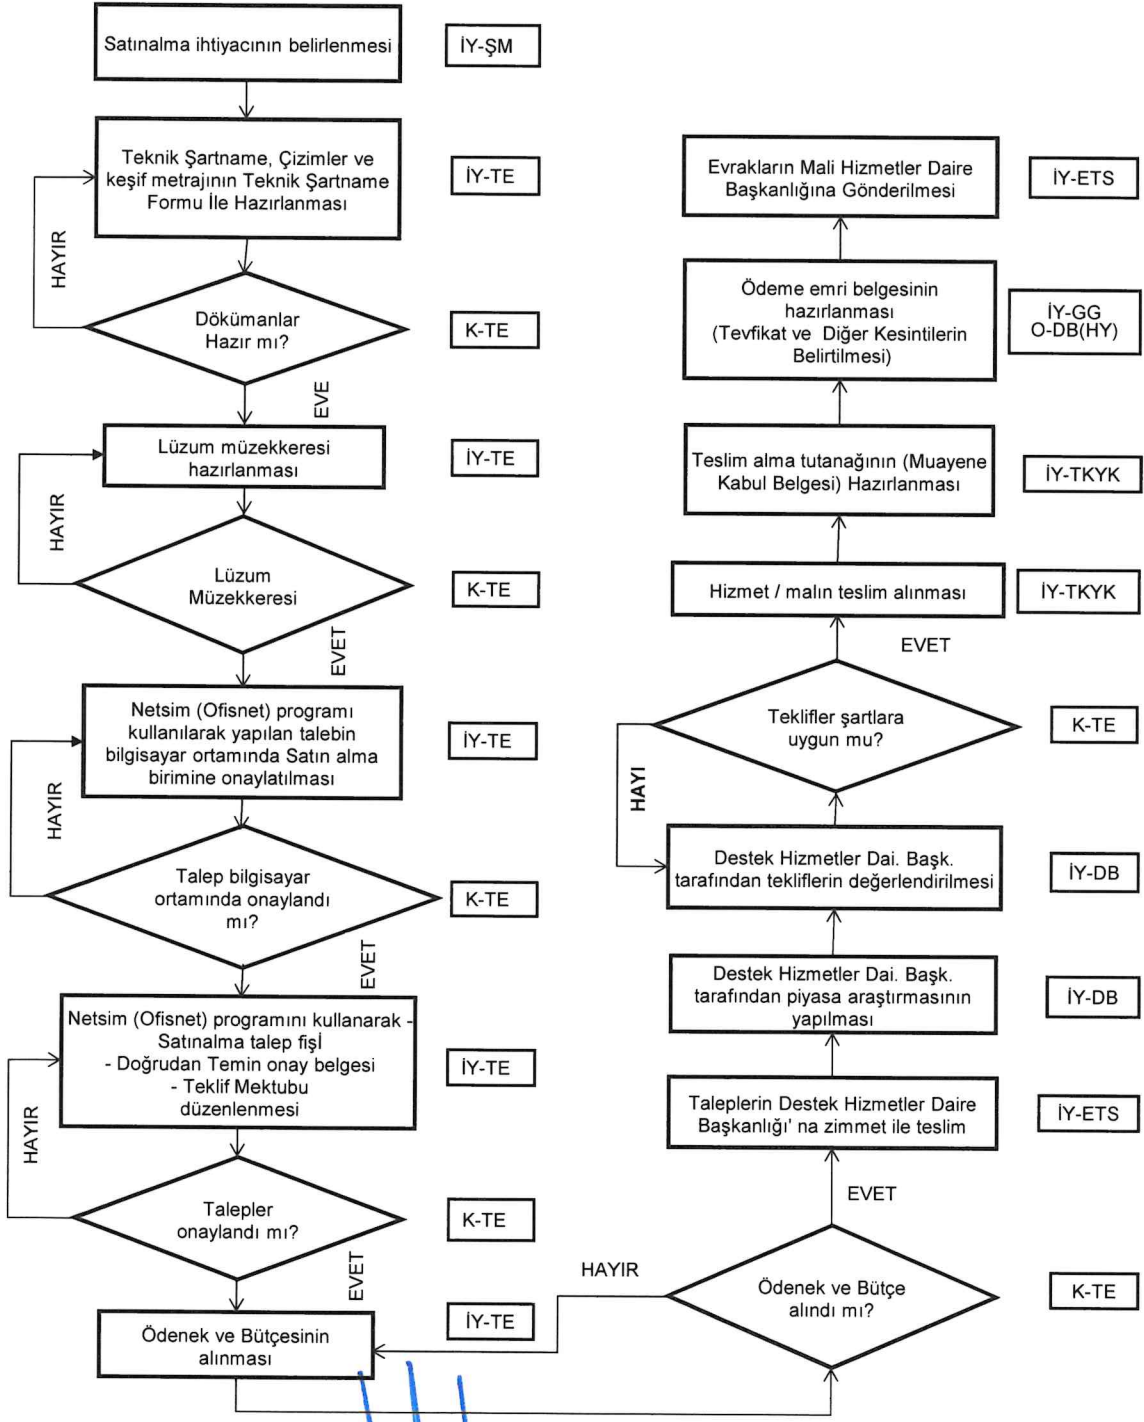 Satınalma ihtiyacının belirlenmesi
İY-ŞM
Teknik Şartname, Çizimler ve
keşif metrajının Teknik Şartname
Formu İle Hazırlanması
İY-TE
HAYIR
Dökümanlar
Hazır mı?
K-TE
EVE
Lüzum müzekkeresi
hazırlanması
İY-TE
HAYIR
Lüzum
Müzekkeresi
K-TE
EVET
Netsim (Ofisnet) programı
kullanılarak yapılan talebin
bilgisayar ortamında Satın alma
birimine onaylatılması
İY-TE
HAYIR
Talep bilgisayar
ortamında onaylandı
mı?
K-TE
EVET
Netsim (Ofisnet) programını kullanarak -
Satınalma talep fişİ
- Doğrudan Temin onay belgesi
- Teklif Mektubu
düzenlenmesi
İY-TE
HAYIR
Talepler
onaylandı mı?
K-TE
EVET
Ödenek ve Bütçesinin
alınması
İY-TE
HAYIR
Ödenek ve Bütçe
alındı mı?
K-TE
EVET
Taleplerin Destek Hizmetler Daire
Başkanlığı' na zimmet ile teslim
İY-ETS
Destek Hizmetler Dai. Başk.
tarafından piyasa araştırmasının
yapılması
İY-DB
Destek Hizmetler Dai. Başk.
tarafından tekliflerin değerlendirilmesi
İY-DB
HAYI
Teklifler şartlara
uygun mu?
K-TE
EVET
Hizmet / malın teslim alınması
İY-TKYK
Teslim alma tutanağının (Muayene
Kabul Belgesi) Hazırlanması
İY-TKYK
Ödeme emri belgesinin
hazırlanması
(Tevfikat ve Diğer Kesintilerin
Belirtilmesi)
İY-GG
O-DB(HY)
Evrakların Mali Hizmetler Daire
Başkanlığına Gönderilmesi
İY-ETS